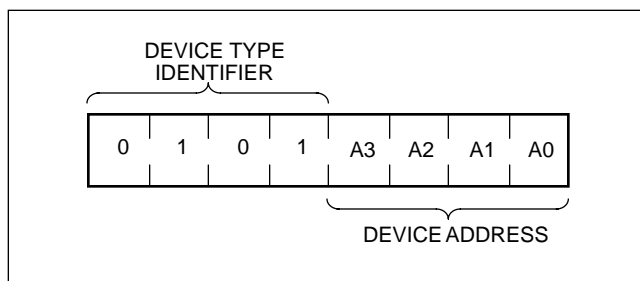 DEVICE TYPE
IDENTIFIER
0 1 0 1 A3 A2 A1 A0
DEVICE ADDRESS